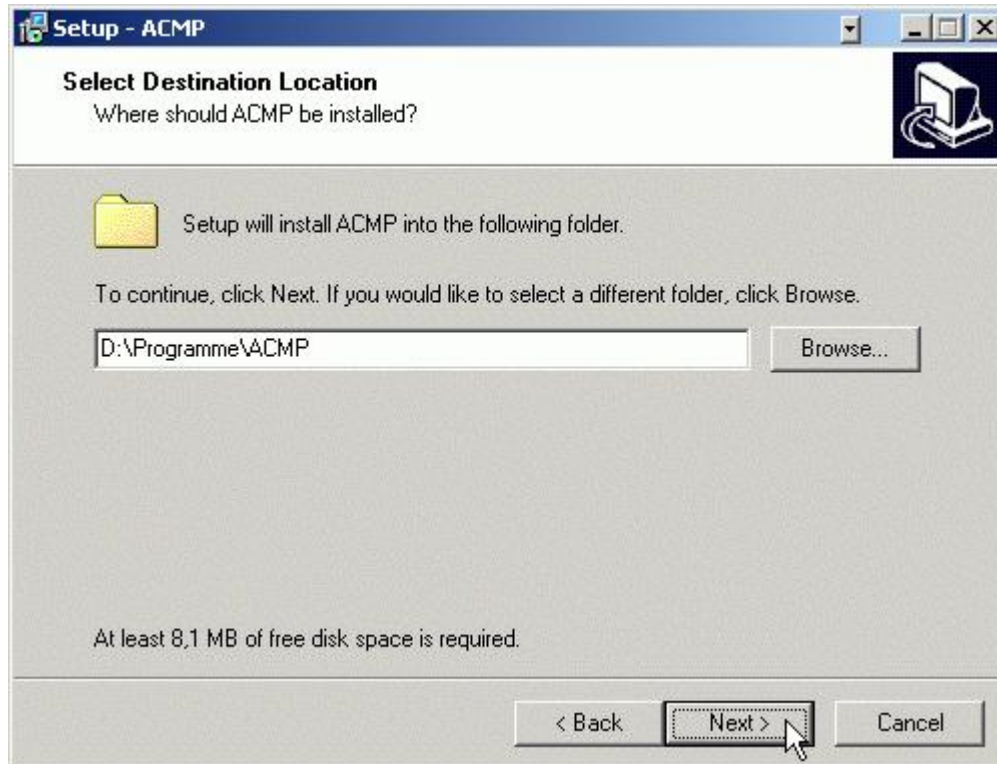 Setup - ACMP
Select Destination Location
Where should ACMP be installed?
Setup will install ACMP into the following folder.
To continue, click Next. If you would like to select a different folder, click Browse.
D:\Programme\ACMP
Browse...
At least 8,1 MB of free disk space is required.
< Back
Next >
Cancel